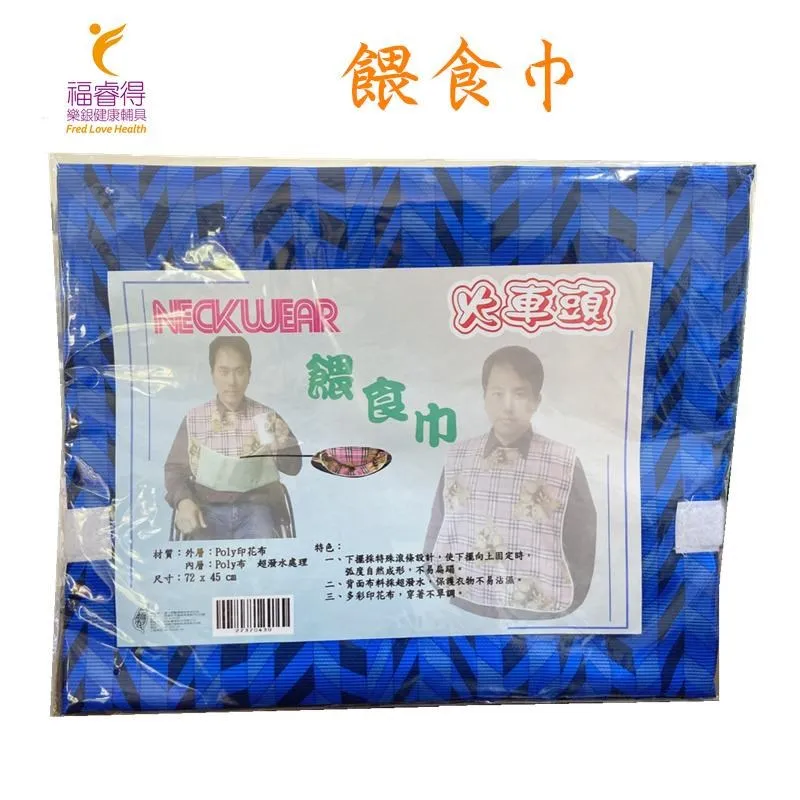 福睿得
樂銀健康輔具
Fred Love Health
餵食巾
NECKWEAR
火車頭
餵食巾
材質：外層：Poly印花布
內層：Poly布 超潑水處理
尺寸：72 x 45 cm
特色：
一、下擺採特殊滾條設計，使下擺向上固定時，
弧度自然成形，不易扁塌。
二、背面布料採超潑水，保護衣物不易沾濕。
三、多彩印花布，穿著不單調。
22320430